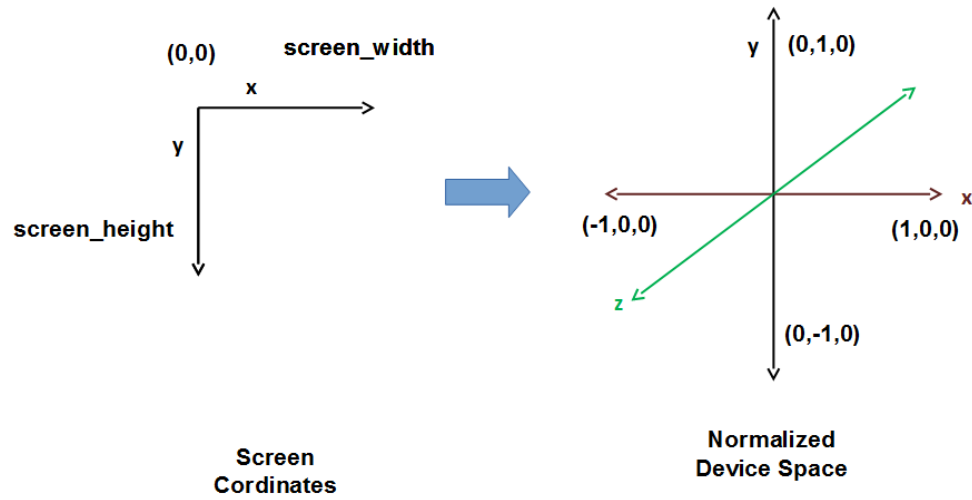 (0,0)
screen_width
x
y
screen_height
Screen
Cordinates
y
(0,1,0)
x
(-1,0,0)
(1,0,0)
z
(0,-1,0)
Normalized
Device Space